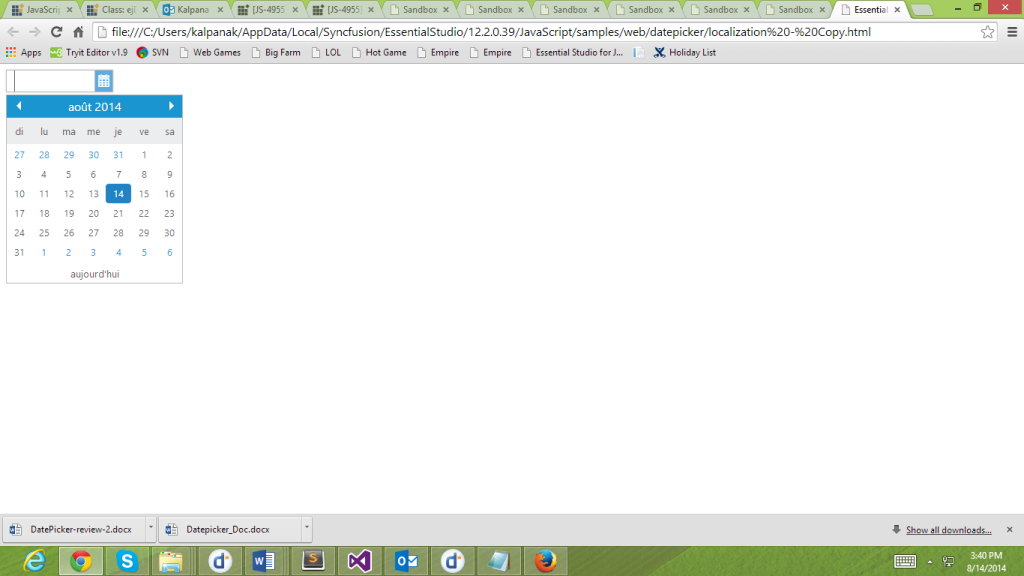 JavaScrip Class: ej Kalpana [JS-4955 [JS-4955 Sandbox Sandbox Sandbox Sandbox Sandbox Sandbox Essential
file:///C:/Users/kalpanak/AppData/Local/Syncfusion/EssentialStudio/12.2.0.39/JavaScript/samples/web/datepicker/localization%20-%20Copy.html
Apps Tryit Editor v1.9 SVN Web Games Big Farm LOL Hot Game Empire Empire Essential Studio for J... Holiday List
août 2014
di lu ma me je ve sa
27 28 29 30 31 1 2
3 4 5 6 7 8 9
10 11 12 13 14 15 16
17 18 19 20 21 22 23
24 25 26 27 28 29 30
31 1 2 3 4 5 6
aujourd'hui
DatePicker-review-2.docx Datepicker_Doc.docx Show all downloads...
3:40 PM
8/14/2014